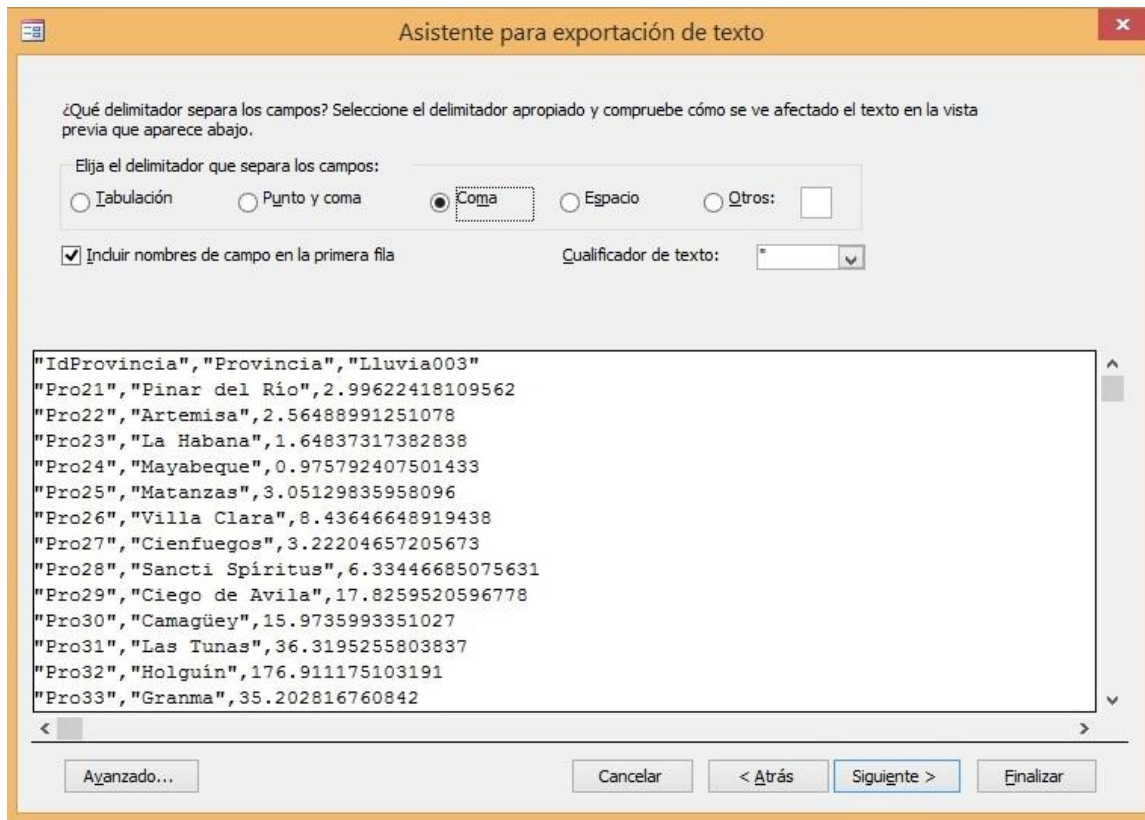 Asistente para exportación de texto
¿Qué delimitador separa los campos? Seleccione el delimitador apropiado y compruebe cómo se ve afectado el texto en la vista
previa que aparece abajo.
Elija el delimitador que separa los campos:
Tabulación Punto y coma Coma Espacio Otros:
Incluir nombres de campo en la primera fila Cualificador de texto: "
"IdProvincia","Provincia","Lluvia003"
"Pro21","Pinar del Río",2.99622418109562
"Pro22","Artemisa",2.56488991251078
"Pro23","La Habana",1.64837317382838
"Pro24","Mayabeque",0.975792407501433
"Pro25","Matanzas",3.05129835958096
"Pro26","Villa Clara",8.43646648919438
"Pro27","Cienfuegos",3.22204657205673
"Pro28","Sancti Spíritus",6.33446685075631
"Pro29","Ciego de Avila",17.8259520596778
"Pro30","Camagüey",15.9735993351027
"Pro31","Las Tunas",36.3195255803837
"Pro32","Holguín",176.911175103191
"Pro33","Granma",35.202816760842
Avanzado... Cancelar < Atrás Siguiente > Finalizar